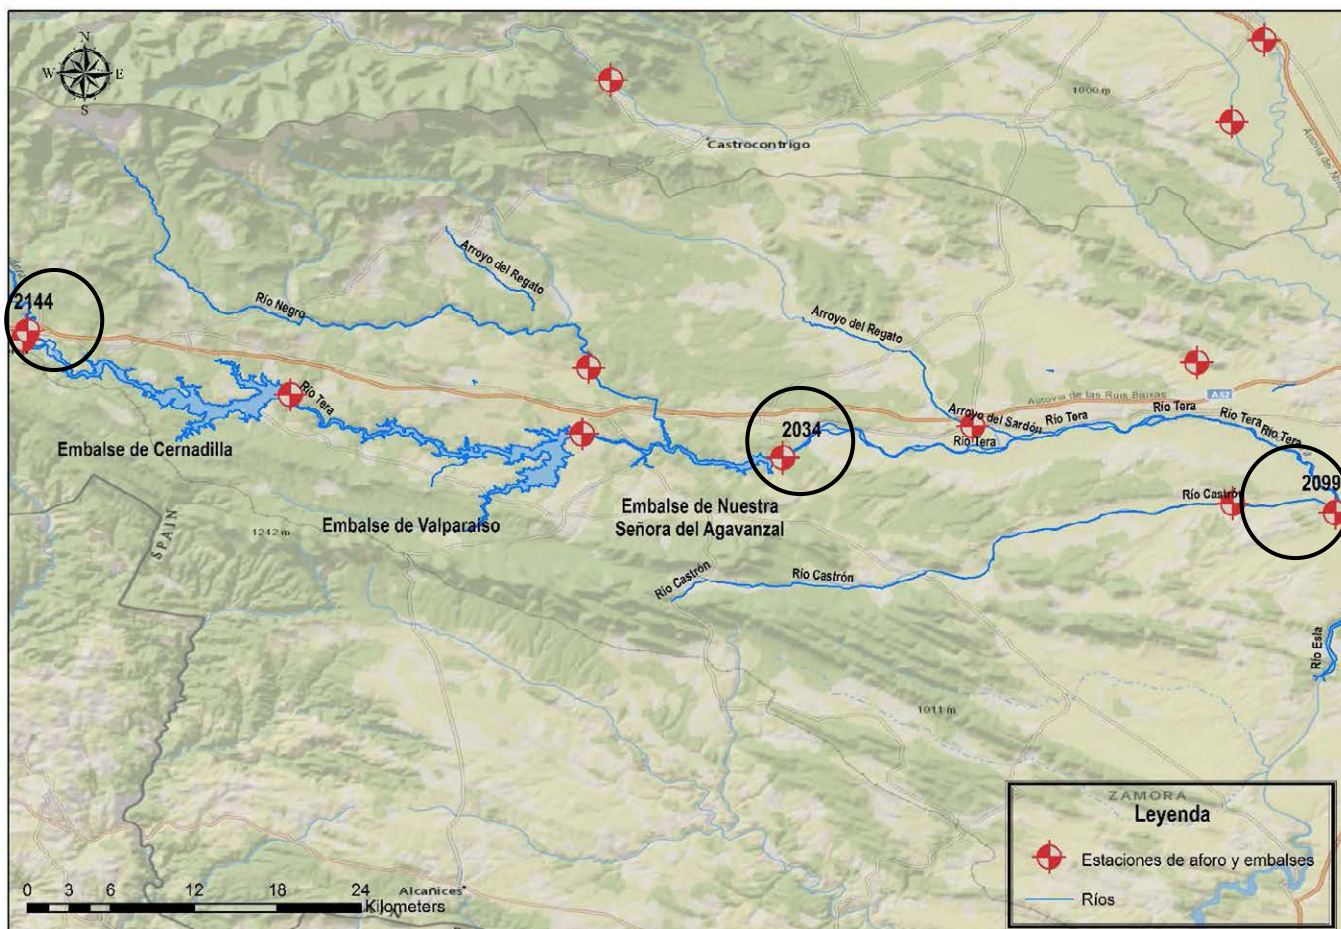 N
W E
S
1000 m
Castrocontrigo
Arroyo del Regato
2144
Río Negro
Arroyo del Regato
Autovia de las Ruis Baixas
A52
Río Tera
Arroyo del Sardón
Río Tera
Río Tera
Río Tera
Río Tera
Río Tera
2034
Embalse de Cernadilla
2099
Río Castrón
Embalse de Nuestra
Señora del Agavanzal
Embalse de Valparaíso
1242 m
SPAIN
Río Castrón
Río Castrón
Río Esla
1011 m
ZAMORA
Leyenda
Estaciones de aforo y embalses
Ríos
Alcañices
0 3 6 12 18 24
Kilometers
N